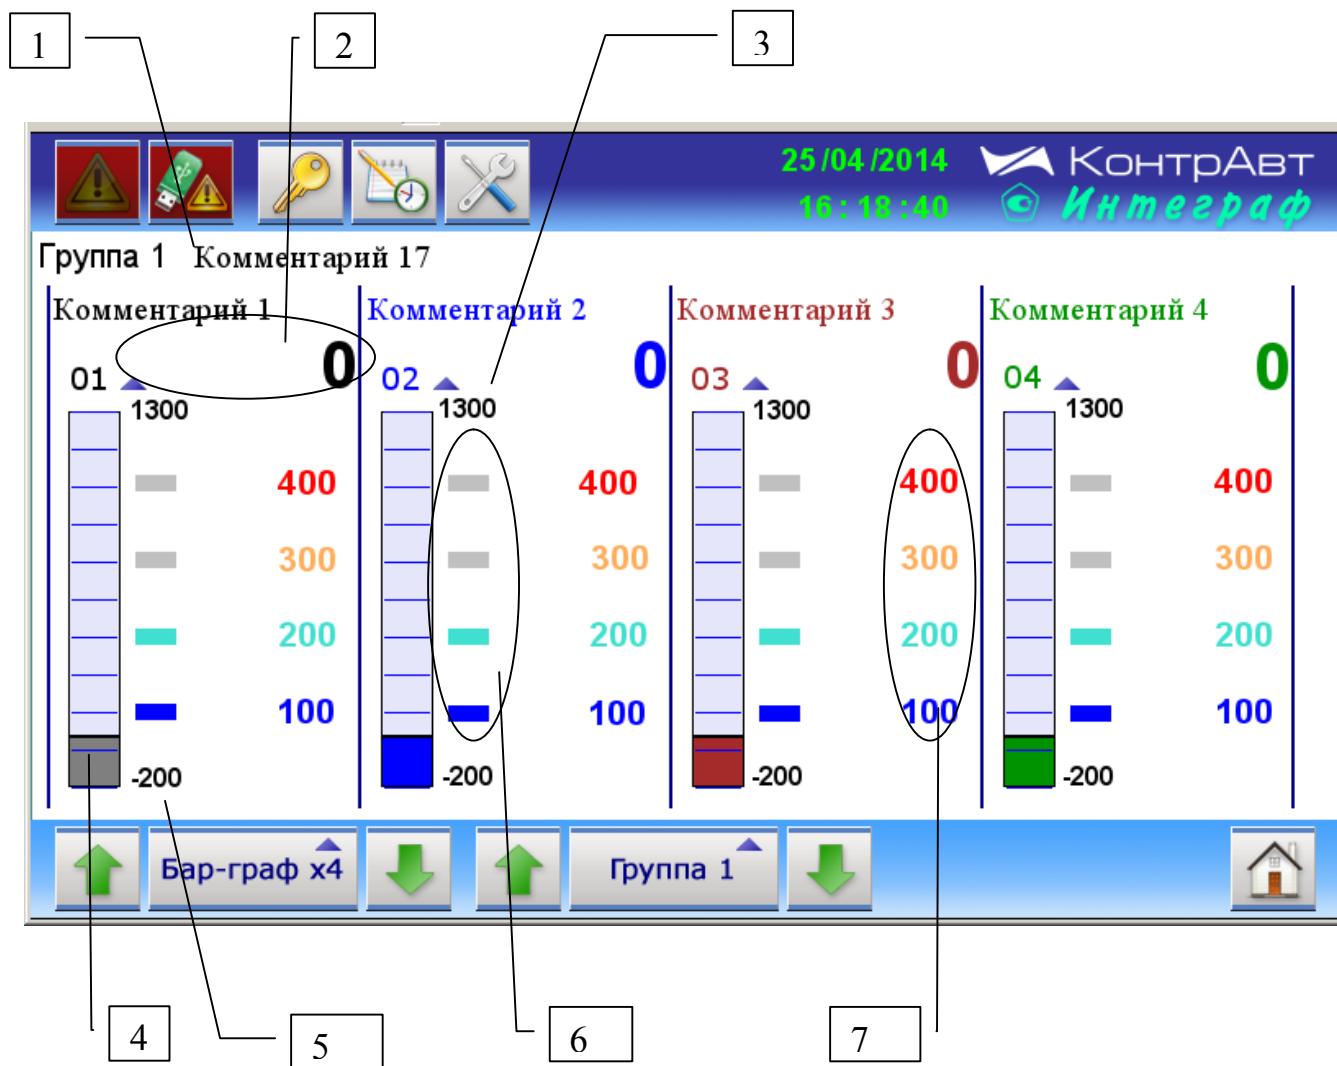 1 2 3
25/04/2014 КонтрАвт
16:18:40 Интеграф
Группа 1 Комментарий 17
Комментарий 1 Комментарий 2 Комментарий 3 Комментарий 4
0 0 0 0
01 02 03 04
1300 1300 1300 1300
400 400 400 400
300 300 300 300
200 200 200 200
100 100 100 100
-200 -200 -200 -200
Бар-граф x4 Группа 1
4 5 6 7